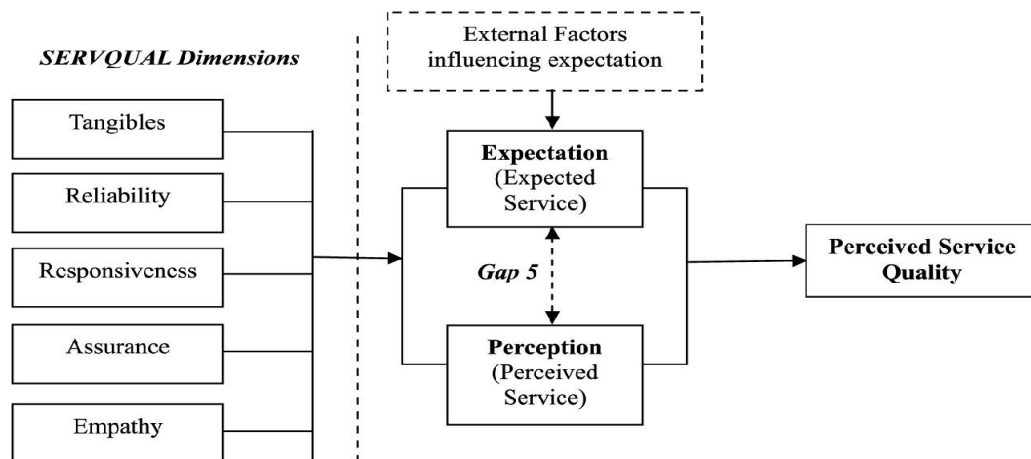 SERVQUAL Dimensions
Tangibles
Reliability
Responsiveness
Assurance
Empathy
External Factors
influencing expectation
Expectation
(Expected
Service)
Gap 5
Perception
(Perceived
Service)
Perceived Service
Quality